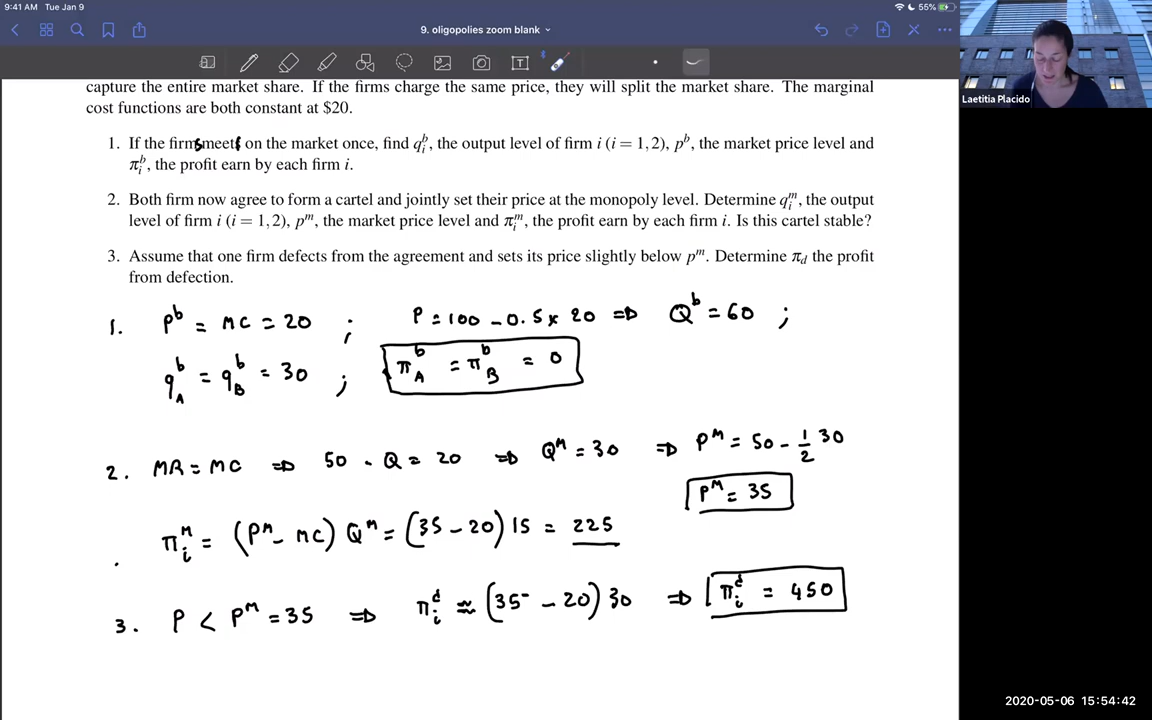 9:41 AM Tue Jan 9
55%
9. oligopolies zoom blank
capture the entire market share. If the firms charge the same price, they will split the market share. The marginal
cost functions are both constant at $20.
1. If the firms meet on the market once, find q_i^b, the output level of firm i (i = 1,2), p^b, the market price level and
π_i^b, the profit earn by each firm i.
2. Both firm now agree to form a cartel and jointly set their price at the monopoly level. Determine q_i^m, the output
level of firm i (i = 1,2), p^m, the market price level and π_i^m, the profit earn by each firm i. Is this cartel stable?
3. Assume that one firm defects from the agreement and sets its price slightly below p^m. Determine π_d the profit
from defection.
1. P^b = MC = 20 ; P = 100 - 0.5 x 20 => Q^b = 60 ;
q_A^b = q_B^b = 30 ; π_A^b = π_B^b = 0
2. MR = MC => 50 - Q = 20 => Q^M = 30 => P^M = 50 - 1/2 30
P^M = 35
π_i^M = (P^M - MC) Q^M = (35 - 20) 15 = 225
3. P < P^M = 35 => π_i^d ≈ (35^- - 20) 30 => π_i^d = 450
Laetitia Placido
2020-05-06 15:54:42